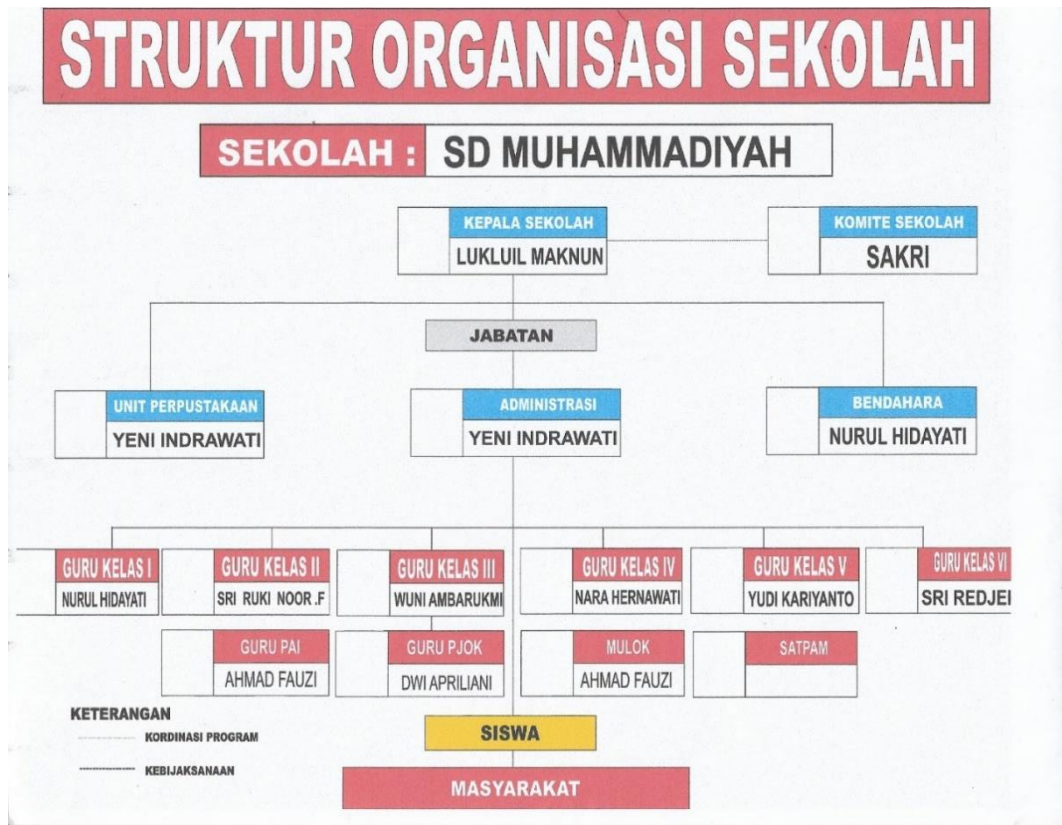 STRUKTUR ORGANISASI SEKOLAH
SEKOLAH : SD MUHAMMADIYAH
KEPALA SEKOLAH
LUKLUIL MAKNUN
KOMITE SEKOLAH
SAKRI
JABATAN
UNIT PERPUSTAKAAN
YENI INDRAWATI
ADMINISTRASI
YENI INDRAWATI
BENDAHARA
NURUL HIDAYATI
GURU KELAS I
NURUL HIDAYATI
GURU KELAS II
SRI RUKI NOOR .F
GURU KELAS III
WUNI AMBARUKMI
GURU KELAS IV
NARA HERNAWATI
GURU KELAS V
YUDI KARIYANTO
GURU KELAS VI
SRI REDJEI
GURU PAI
AHMAD FAUZI
GURU PJOK
DWI APRILIANI
MULOK
AHMAD FAUZI
SATPAM
KETERANGAN
KORDINASI PROGRAM
KEBIJAKSANAAN
SISWA
MASYARAKAT